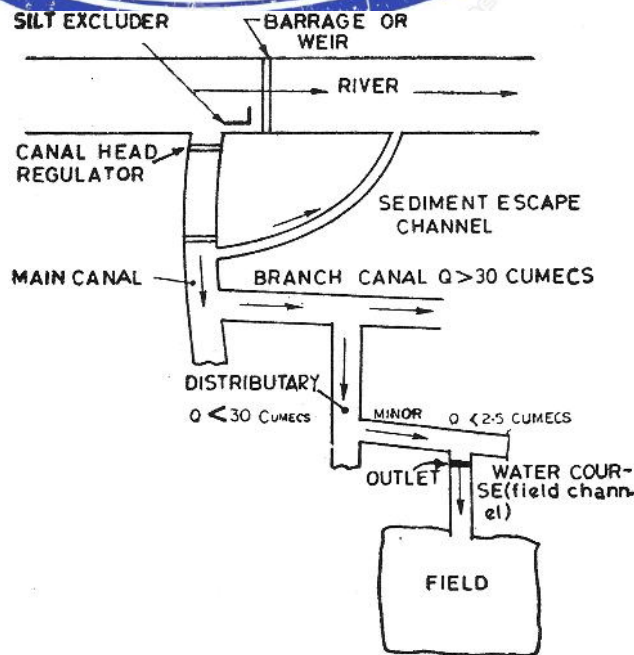 SILT EXCLUDER
BARRAGE OR
WEIR
RIVER
CANAL HEAD
REGULATOR
SEDIMENT ESCAPE
CHANNEL
MAIN CANAL
BRANCH CANAL Q>30 CUMECS
DISTRIBUTARY
Q <30 CUMECS
MINOR
Q <2.5 CUMECS
OUTLET
WATER COUR-
SE(field chann-
el)
FIELD